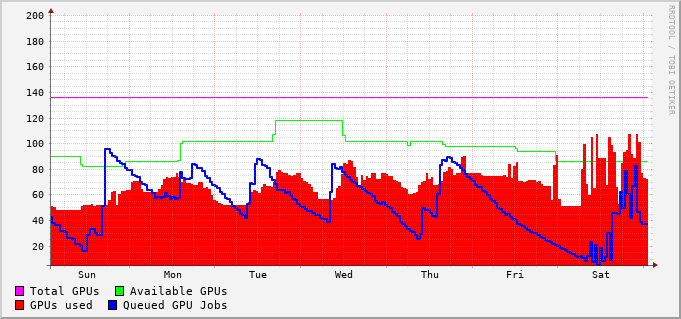 200
180
160
140
120
100
80
60
40
20
Sun Mon Tue Wed Thu Fri Sat
Total GPUs Available GPUs
GPUs used Queued GPU Jobs
RRDTOOL / TOBI OETIKER